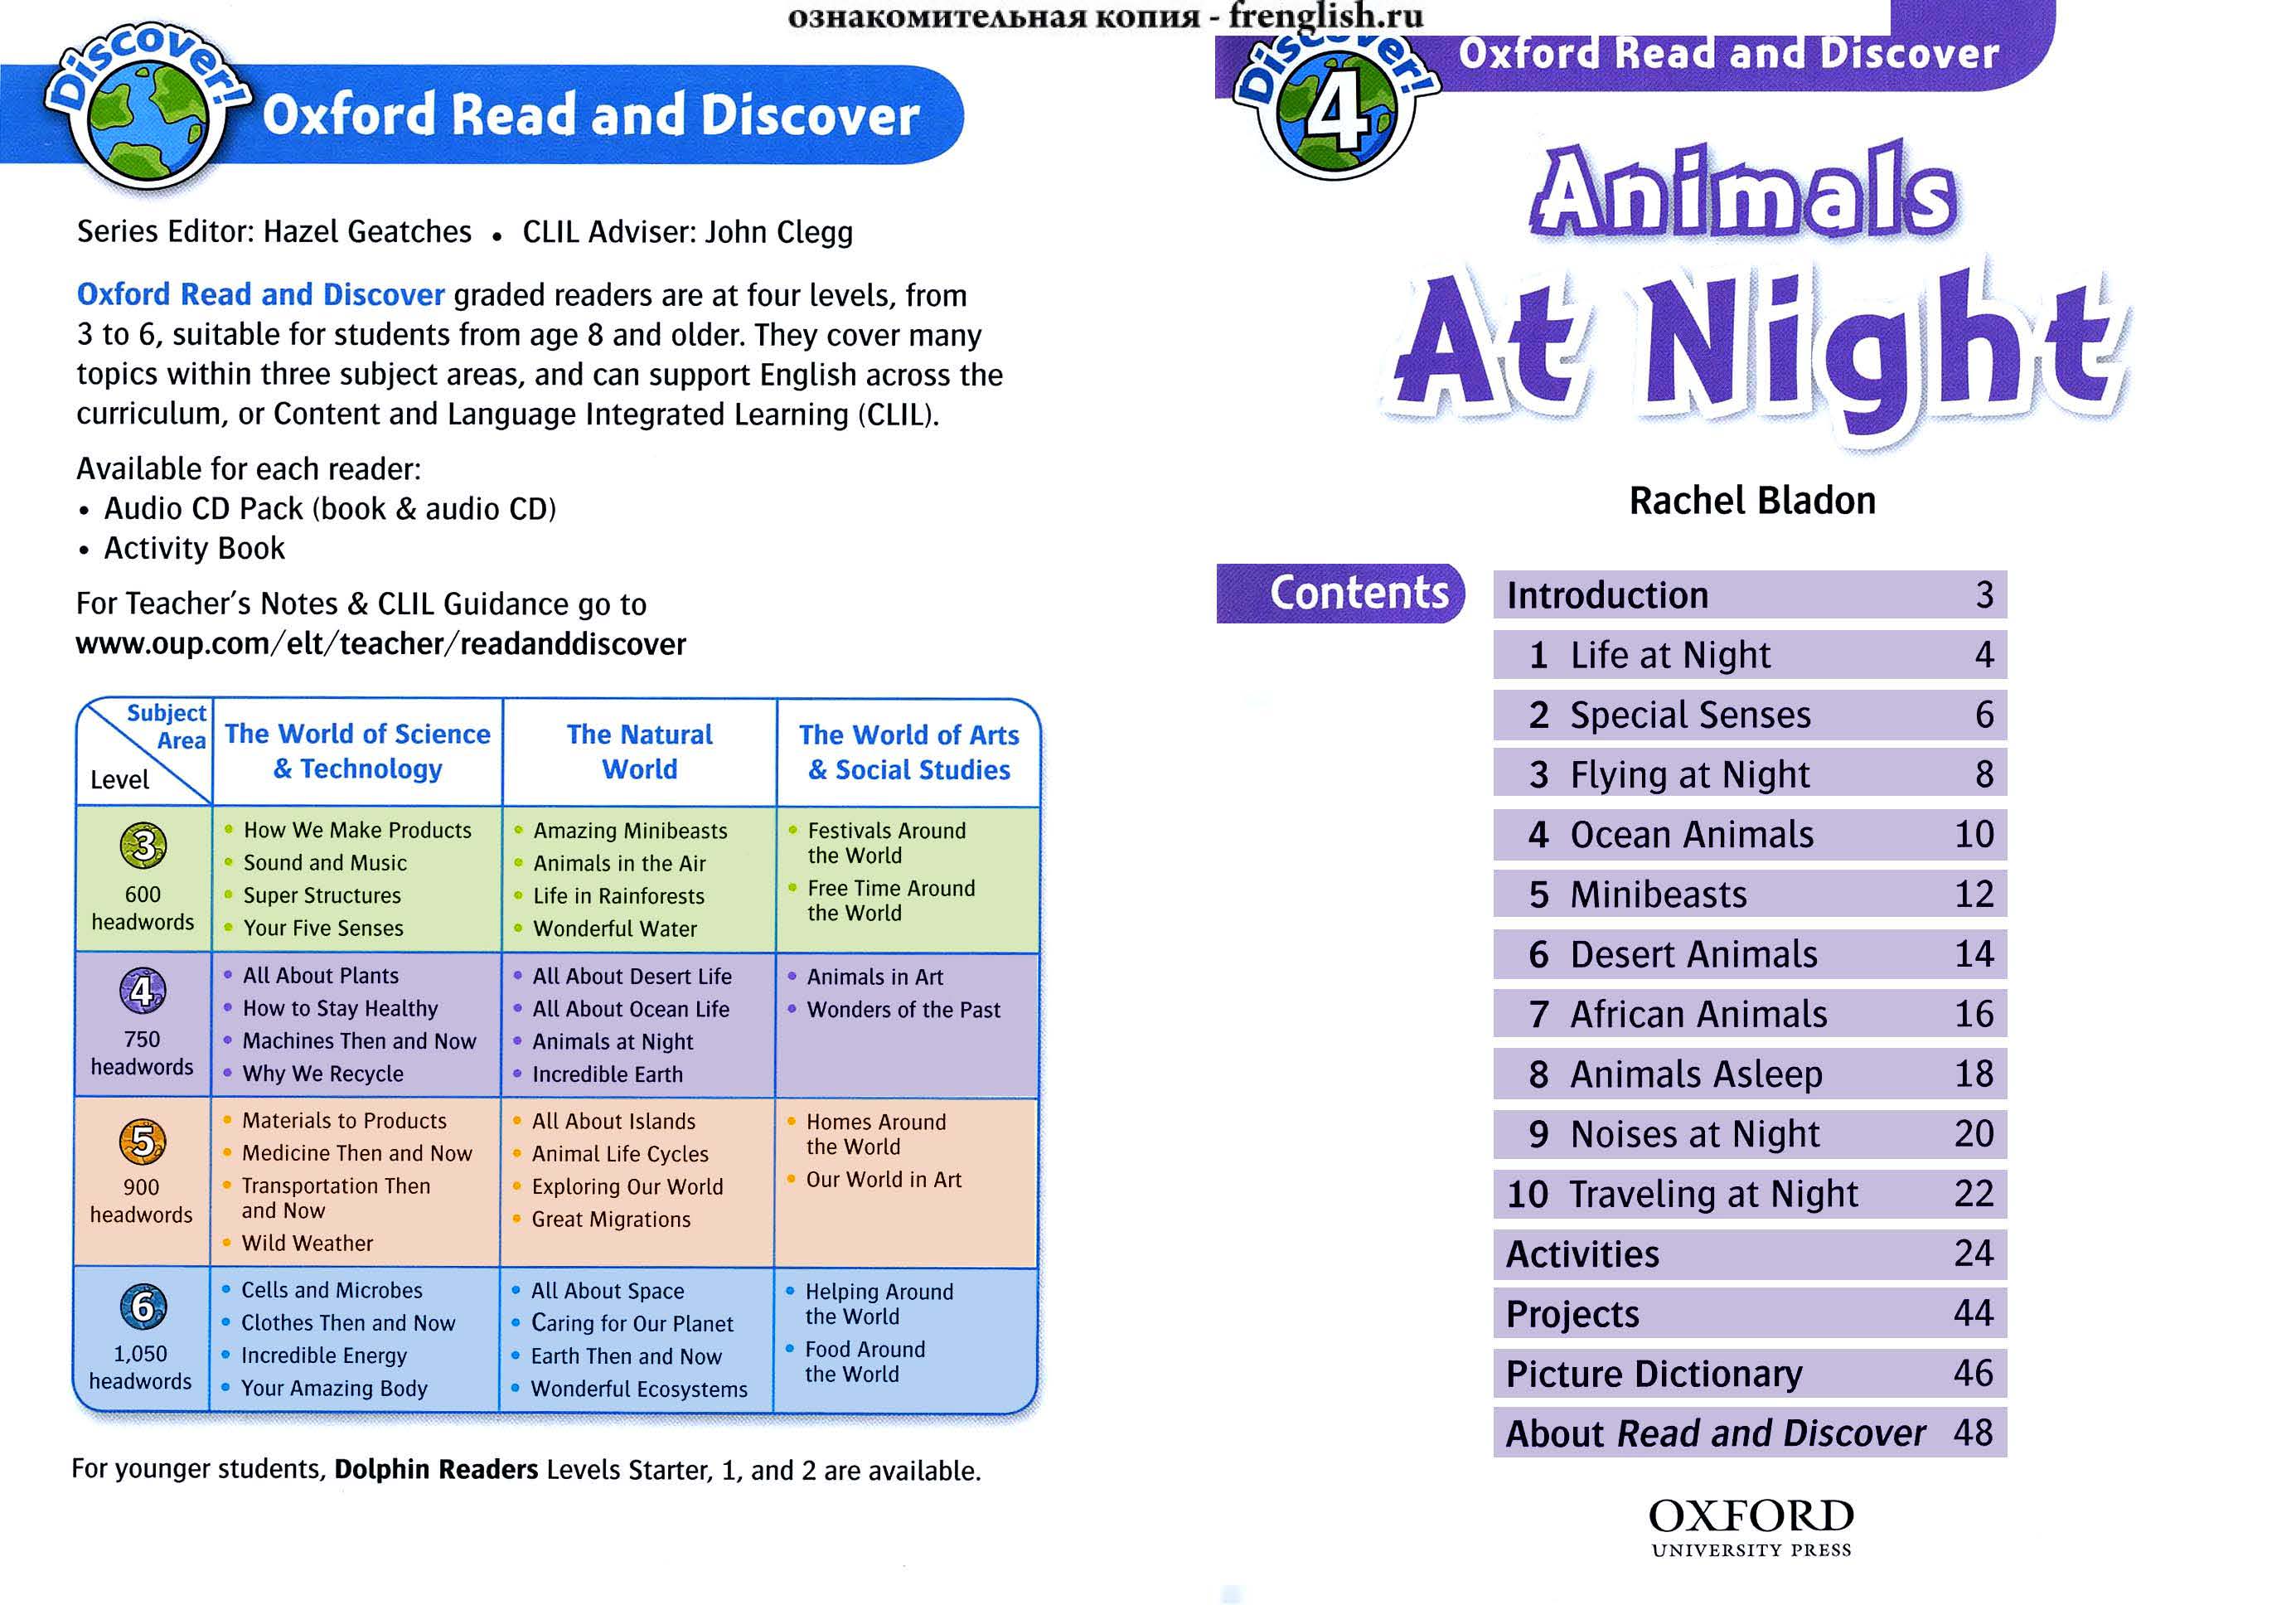 ознакомительная копия - frenglish.ru
Discover!
Oxford Read and Discover
Series Editor: Hazel Geatches • CLIL Adviser: John Clegg
Oxford Read and Discover graded readers are at four levels, from
3 to 6, suitable for students from age 8 and older. They cover many
topics within three subject areas, and can support English across the
curriculum, or Content and Language Integrated Learning (CLIL).
Available for each reader:
• Audio CD Pack (book & audio CD)
• Activity Book
For Teacher's Notes & CLIL Guidance go to
www.oup.com/elt/teacher/readanddiscover
Subject
Area
Level
The World of Science
& Technology
The Natural
World
The World of Arts
& Social Studies
3
600
headwords
• How We Make Products
• Sound and Music
• Super Structures
• Your Five Senses
• Amazing Minibeasts
• Animals in the Air
• Life in Rainforests
• Wonderful Water
• Festivals Around
the World
• Free Time Around
the World
4
750
headwords
• All About Plants
• How to Stay Healthy
• Machines Then and Now
• Why We Recycle
• All About Desert Life
• All About Ocean Life
• Animals at Night
• Incredible Earth
• Animals in Art
• Wonders of the Past
5
900
headwords
• Materials to Products
• Medicine Then and Now
• Transportation Then
and Now
• Wild Weather
• All About Islands
• Animal Life Cycles
• Exploring Our World
• Great Migrations
• Homes Around
the World
• Our World in Art
6
1,050
headwords
• Cells and Microbes
• Clothes Then and Now
• Incredible Energy
• Your Amazing Body
• All About Space
• Caring for Our Planet
• Earth Then and Now
• Wonderful Ecosystems
• Helping Around
the World
• Food Around
the World
For younger students, Dolphin Readers Levels Starter, 1, and 2 are available.
Discover!
4
Oxford Read and Discover
Animals
At Night
Rachel Bladon
Contents
Introduction 3
1 Life at Night 4
2 Special Senses 6
3 Flying at Night 8
4 Ocean Animals 10
5 Minibeasts 12
6 Desert Animals 14
7 African Animals 16
8 Animals Asleep 18
9 Noises at Night 20
10 Traveling at Night 22
Activities 24
Projects 44
Picture Dictionary 46
About Read and Discover 48
OXFORD
UNIVERSITY PRESS